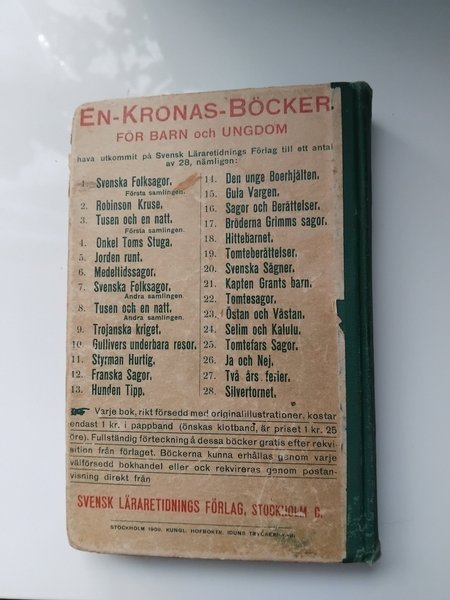 EN-KRONAS-BÖCKER
FÖR BARN och UNGDOM
hava utkommit på Svensk Läraretidnings Förlag till ett antal
av 28, nämligen:
1. Svenska Folksagor.
Första samlingen.
2. Robinson Kruse.
3. Tusen och en natt.
Första samlingen.
4. Onkel Toms Stuga.
5. Jorden runt.
6. Medellidssagor.
7. Svenska Folksagor.
Andra samlingen.
8. Tusen och en natt.
Andra samlingen.
9. Trojanska kriget.
10. Gullivers underbara resor.
11. Styrman Hurtig.
12. Franska Sagor.
13. Hunden Tipp.
14. Den unge Boerhjälten.
15. Gula Vargen.
16. Sagor och Berättelser.
17. Bröderna Grimms sagor.
18. Hittebarnet.
19. Tomteberättelser.
20. Svenska Sägner.
21. Kapten Grants barn.
22. Tomtesagor.
23. Östan och Västan.
24. Selim och Kalulu.
25. Tomtefars Sagor.
26. Ja och Nej.
27. Två års ferier.
28. Silvertornet.
Varje bok, rikt försedd med originalillustrationer, kostar
endast 1 kr. i pappband (önskas klotband, är priset 1 kr. 25
öre). Fullständig förteckning å dessa böcker gratis efter rekvi-
sition från förlaget. Böckerna kunna erhållas genom varje
välförsedd bokhandel eller ock rekvireras genom postan-
visning direkt från
SVENSK LÄRARETIDNINGS FÖRLAG, STOCKHOLM C.
STOCKHOLM 1909. KUNGL. HOFBOKTR. IDUNS TRYCKERI-A.-B.